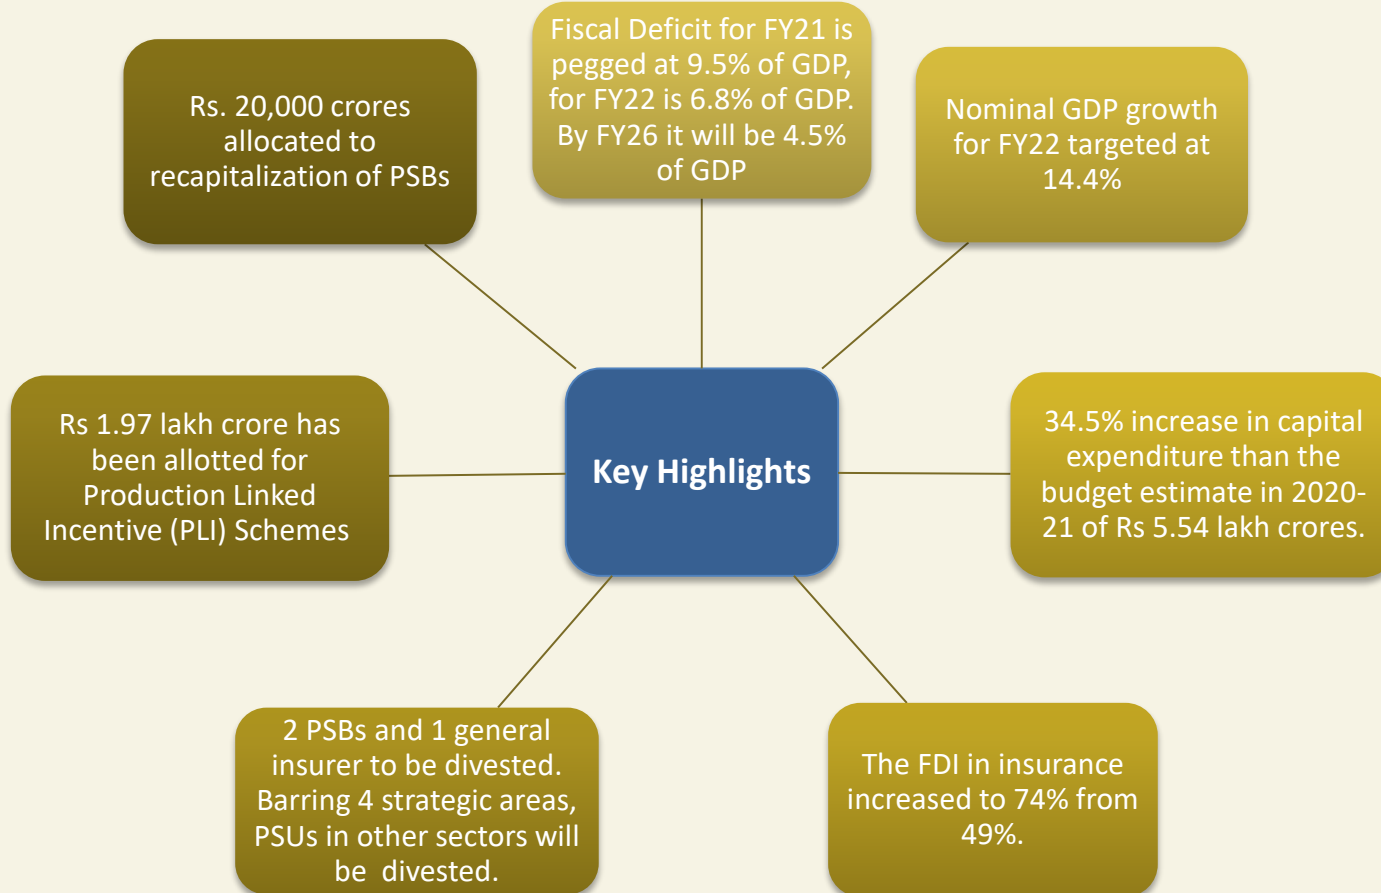 Fiscal Deficit for FY21 is
pegged at 9.5% of GDP,
for FY22 is 6.8% of GDP.
By FY26 it will be 4.5%
of GDP
Nominal GDP growth
for FY22 targeted at
14.4%
34.5% increase in capital
expenditure than the
budget estimate in 2020-
21 of Rs 5.54 lakh crores.
The FDI in insurance
increased to 74% from
49%.
2 PSBs and 1 general
insurer to be divested.
Barring 4 strategic areas,
PSUs in other sectors will
be  divested.
Rs 1.97 lakh crore has
been allotted for
Production Linked
Incentive (PLI) Schemes
Rs. 20,000 crores
allocated to
recapitalization of PSBs
Key Highlights